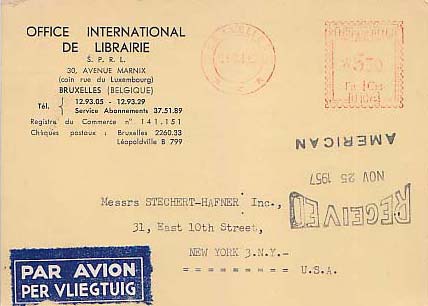 OFFICE INTERNATIONAL
DE LIBRAIRIE
S. P. R. L.
30, AVENUE MARNIX
(coin rue du Luxembourg)
BRUXELLES (BELGIQUE)
Tél. { 12.93.05 - 12.93.29
Service Abonnements 37.51.89
Registre du Commerce n° 141.151
Chèques postaux : Bruxelles 2260.33
Léopoldville B 799
AMERICAN
NOV 25 1957
RECEIVED
Messrs STECHERT-HAFNER Inc.,
31, East 10th Street,
NEW YORK 3.N.Y.-
= = = = = = = = =
U.S.A.
PAR AVION
PER VLIEGTUIG